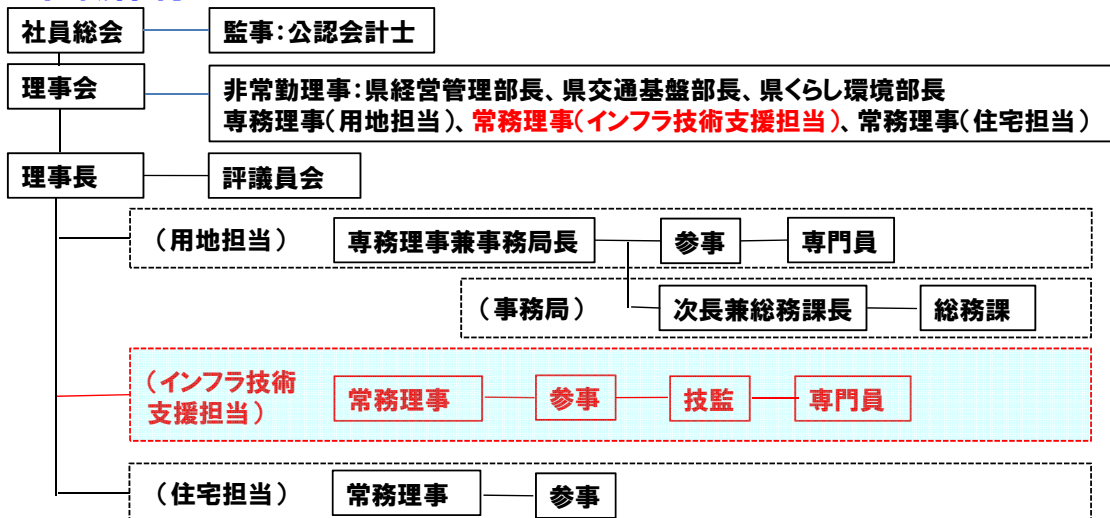 社員総会 監事：公認会計士
理事会 非常勤理事：県経営管理部長、県交通基盤部長、県くらし環境部長
専務理事（用地担当）、常務理事（インフラ技術支援担当）、常務理事（住宅担当）
理事長 評議員会
（用地担当） 専務理事兼事務局長 参事 専門員
（事務局） 次長兼総務課長 総務課
（インフラ技術
支援担当） 常務理事 参事 技監 専門員
（住宅担当） 常務理事 参事